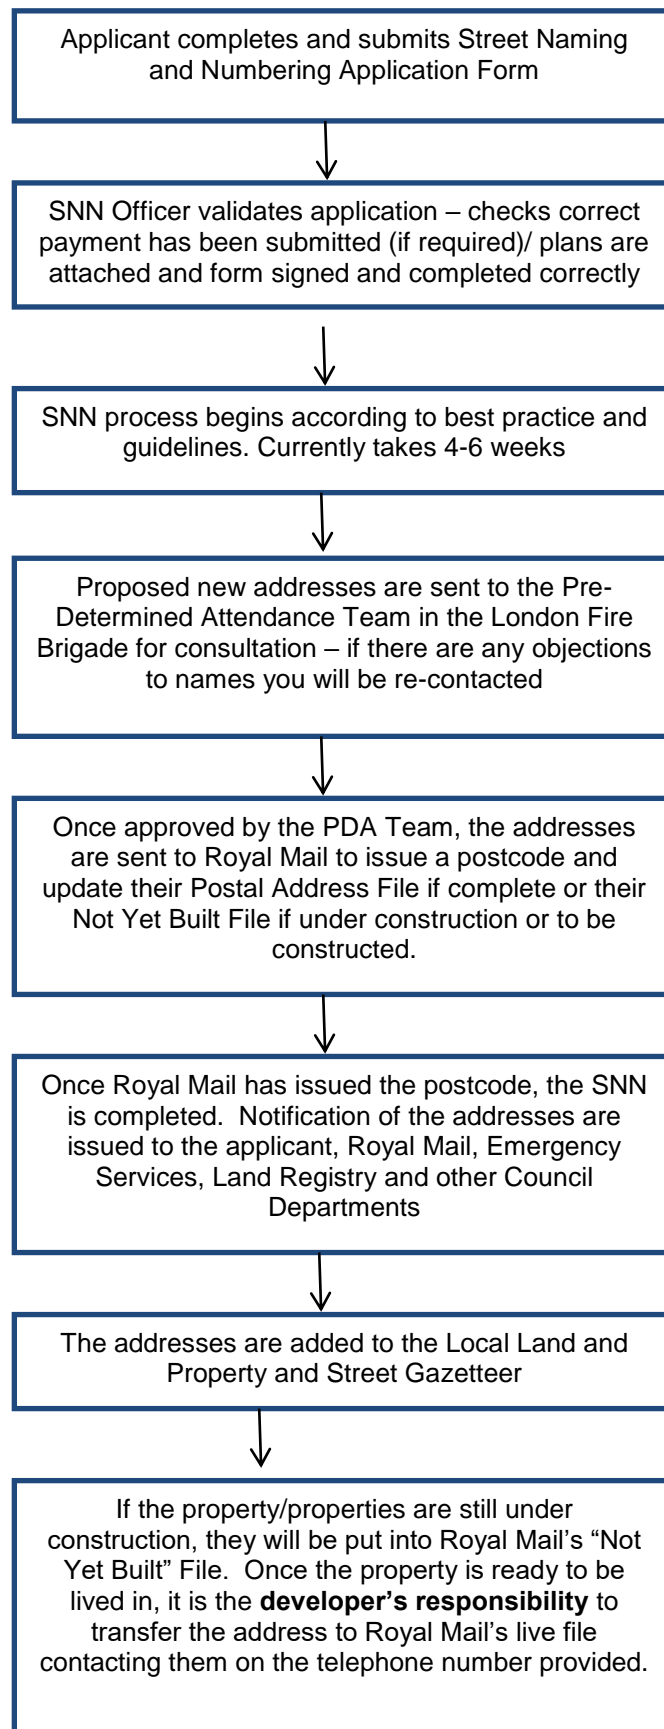 Applicant completes and submits Street Naming
and Numbering Application Form
SNN Officer validates application – checks correct
payment has been submitted (if required)/ plans are
attached and form signed and completed correctly
SNN process begins according to best practice and
guidelines. Currently takes 4-6 weeks
Proposed new addresses are sent to the Pre-
Determined Attendance Team in the London Fire
Brigade for consultation – if there are any objections
to names you will be re-contacted
Once approved by the PDA Team, the addresses
are sent to Royal Mail to issue a postcode and
update their Postal Address File if complete or their
Not Yet Built File if under construction or to be
constructed.
Once Royal Mail has issued the postcode, the SNN
is completed.  Notification of the addresses are
issued to the applicant, Royal Mail, Emergency
Services, Land Registry and other Council
Departments
The addresses are added to the Local Land and
Property and Street Gazetteer
If the property/properties are still under
construction, they will be put into Royal Mail’s “Not
Yet Built” File.  Once the property is ready to be
lived in, it is the developer’s responsibility to
transfer the address to Royal Mail’s live file
contacting them on the telephone number provided.